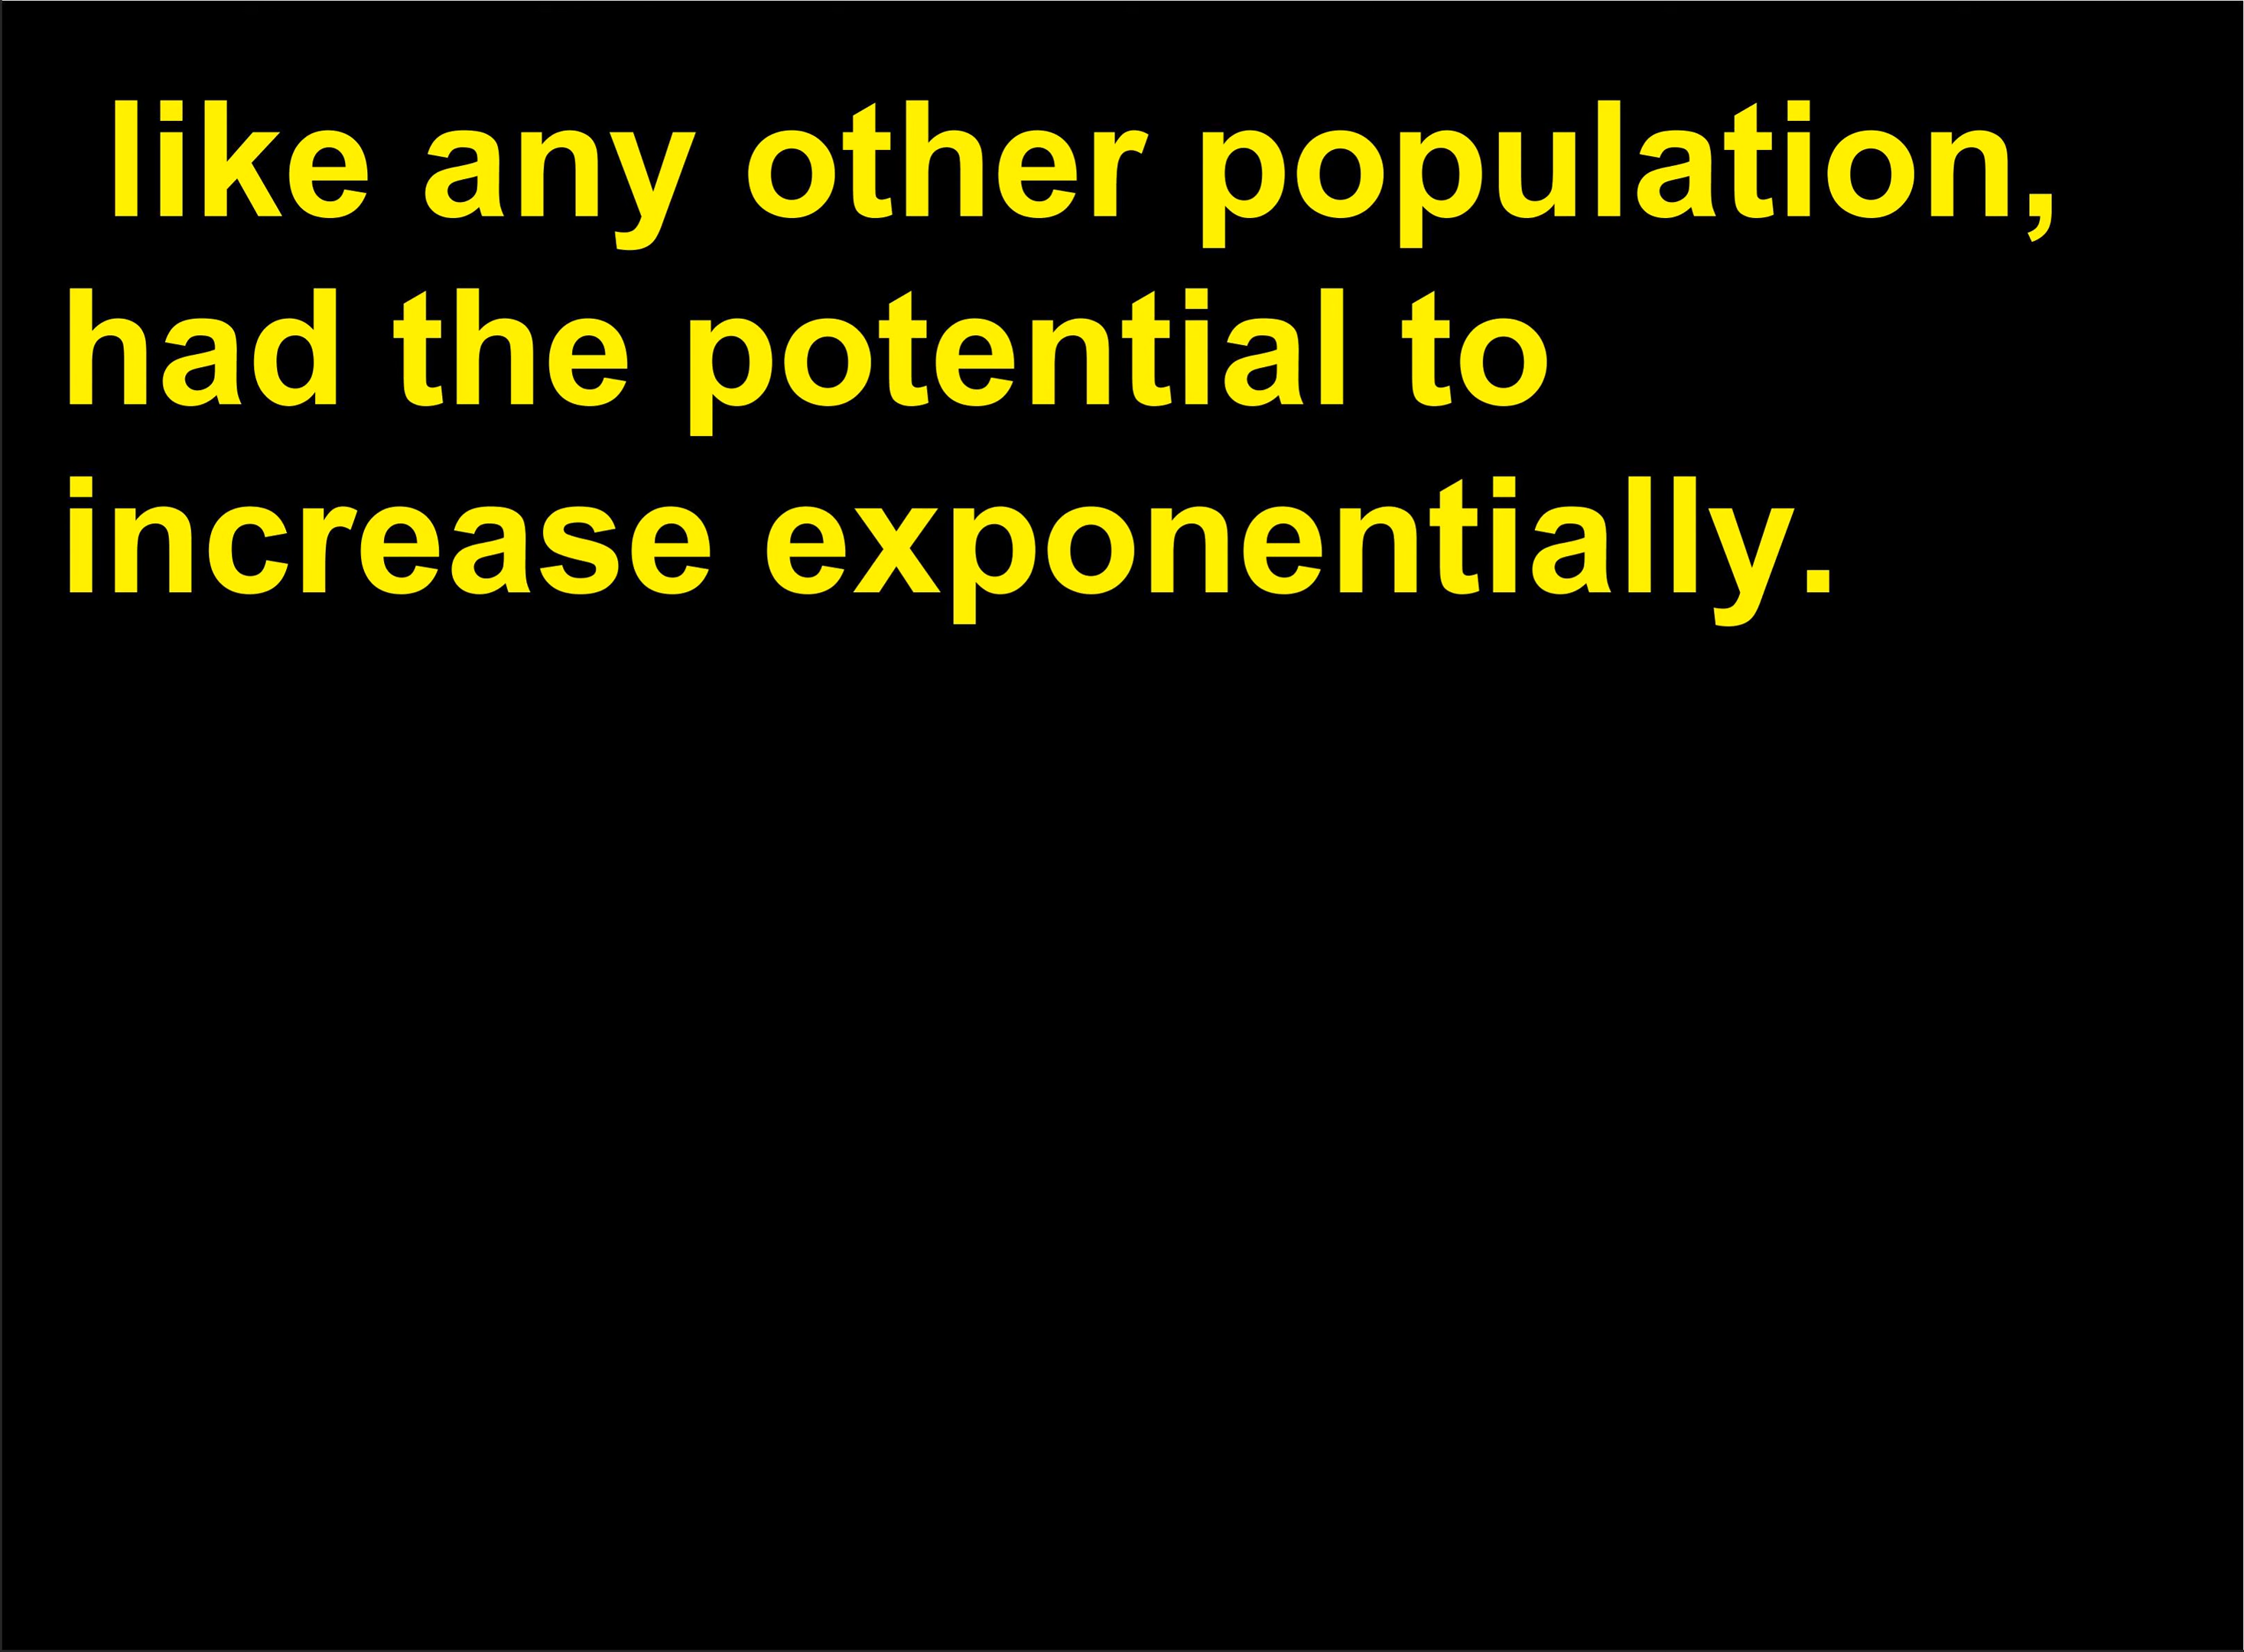 like any other population,
had the potential to
increase exponentially.